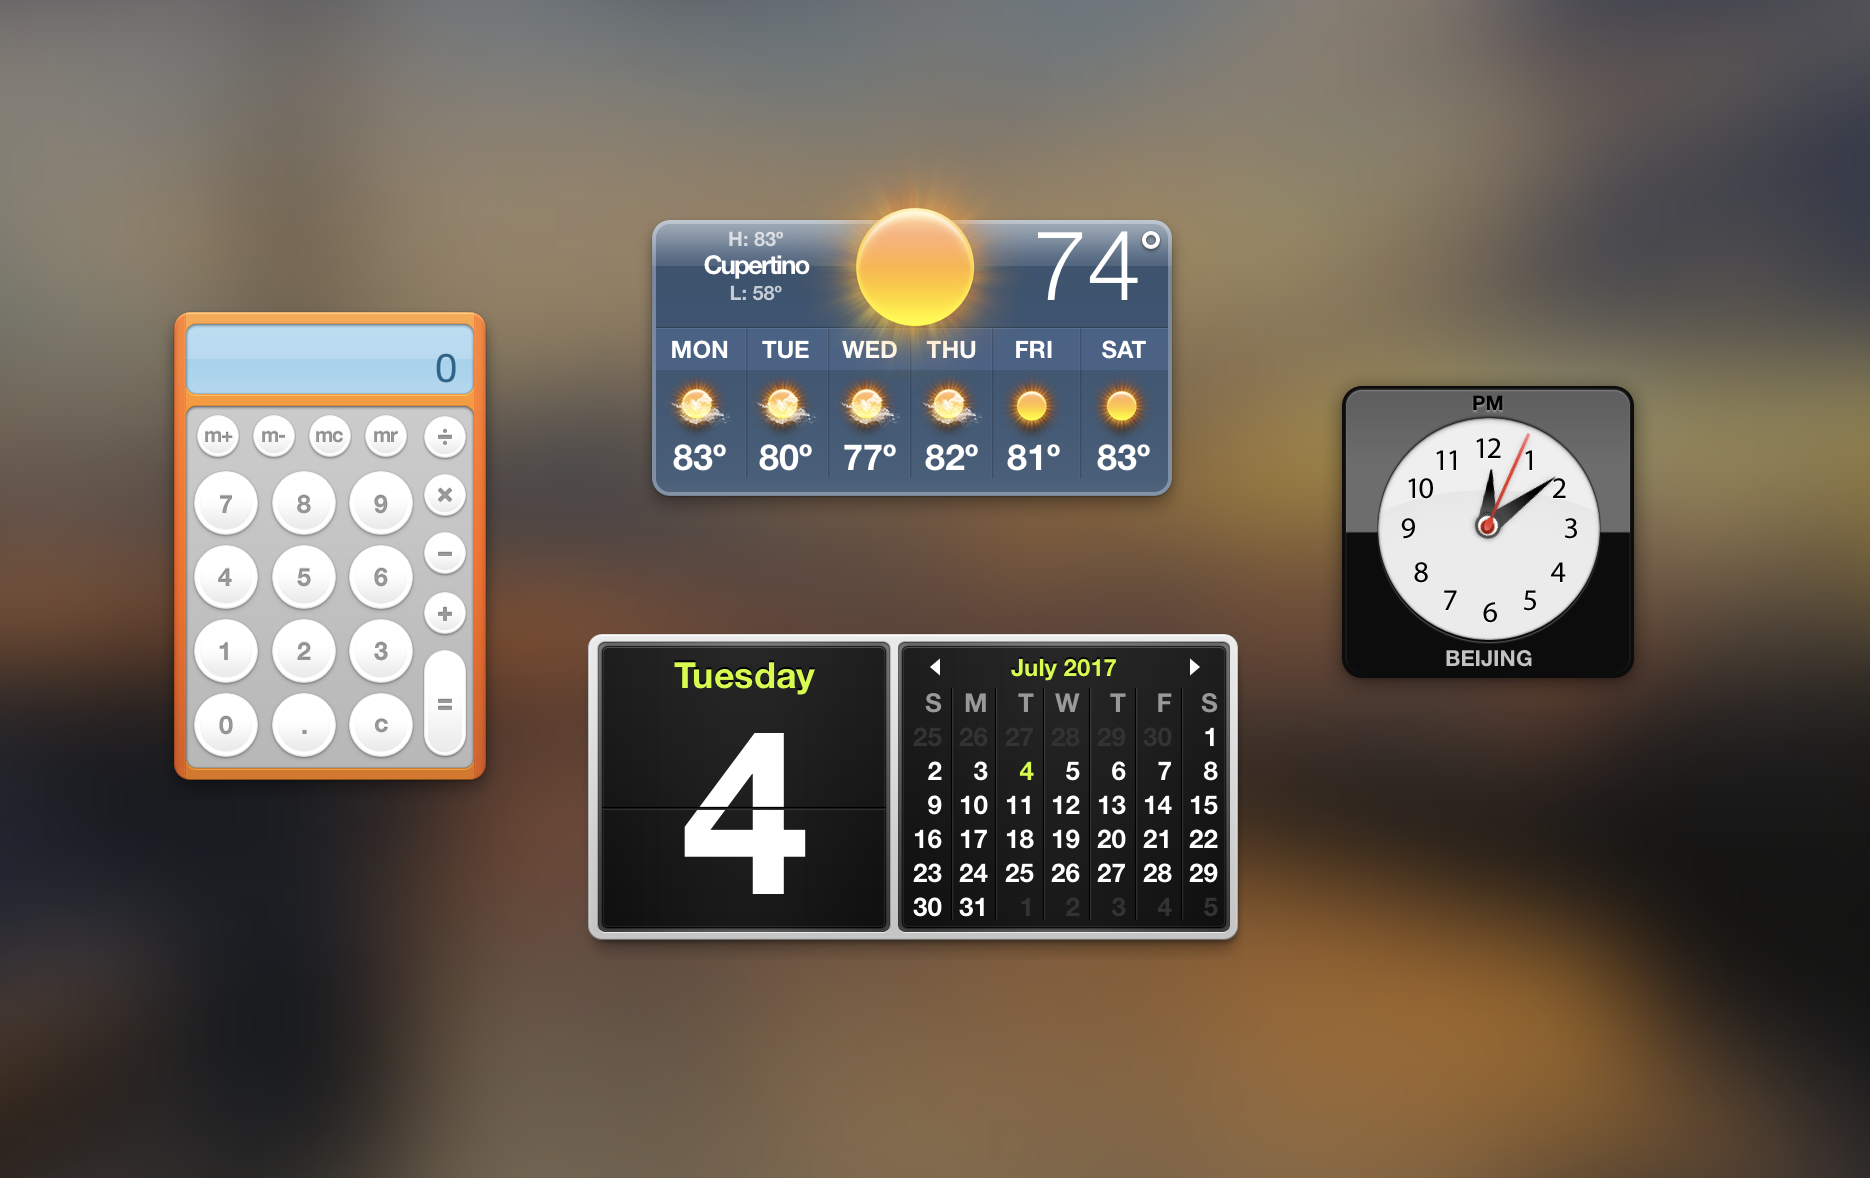 0
m+ m- mc mr ÷
7 8 9 ×
4 5 6 −
1 2 3 +
0 . c =
H: 83°
Cupertino
L: 58°
74°
MON TUE WED THU FRI SAT
83° 80° 77° 82° 81° 83°
Tuesday
4
July 2017
S M T W T F S
25 26 27 28 29 30 1
2 3 4 5 6 7 8
9 10 11 12 13 14 15
16 17 18 19 20 21 22
23 24 25 26 27 28 29
30 31 1 2 3 4 5
PM
12
11 1
10 2
9 3
8 4
7 5
6
BEIJING